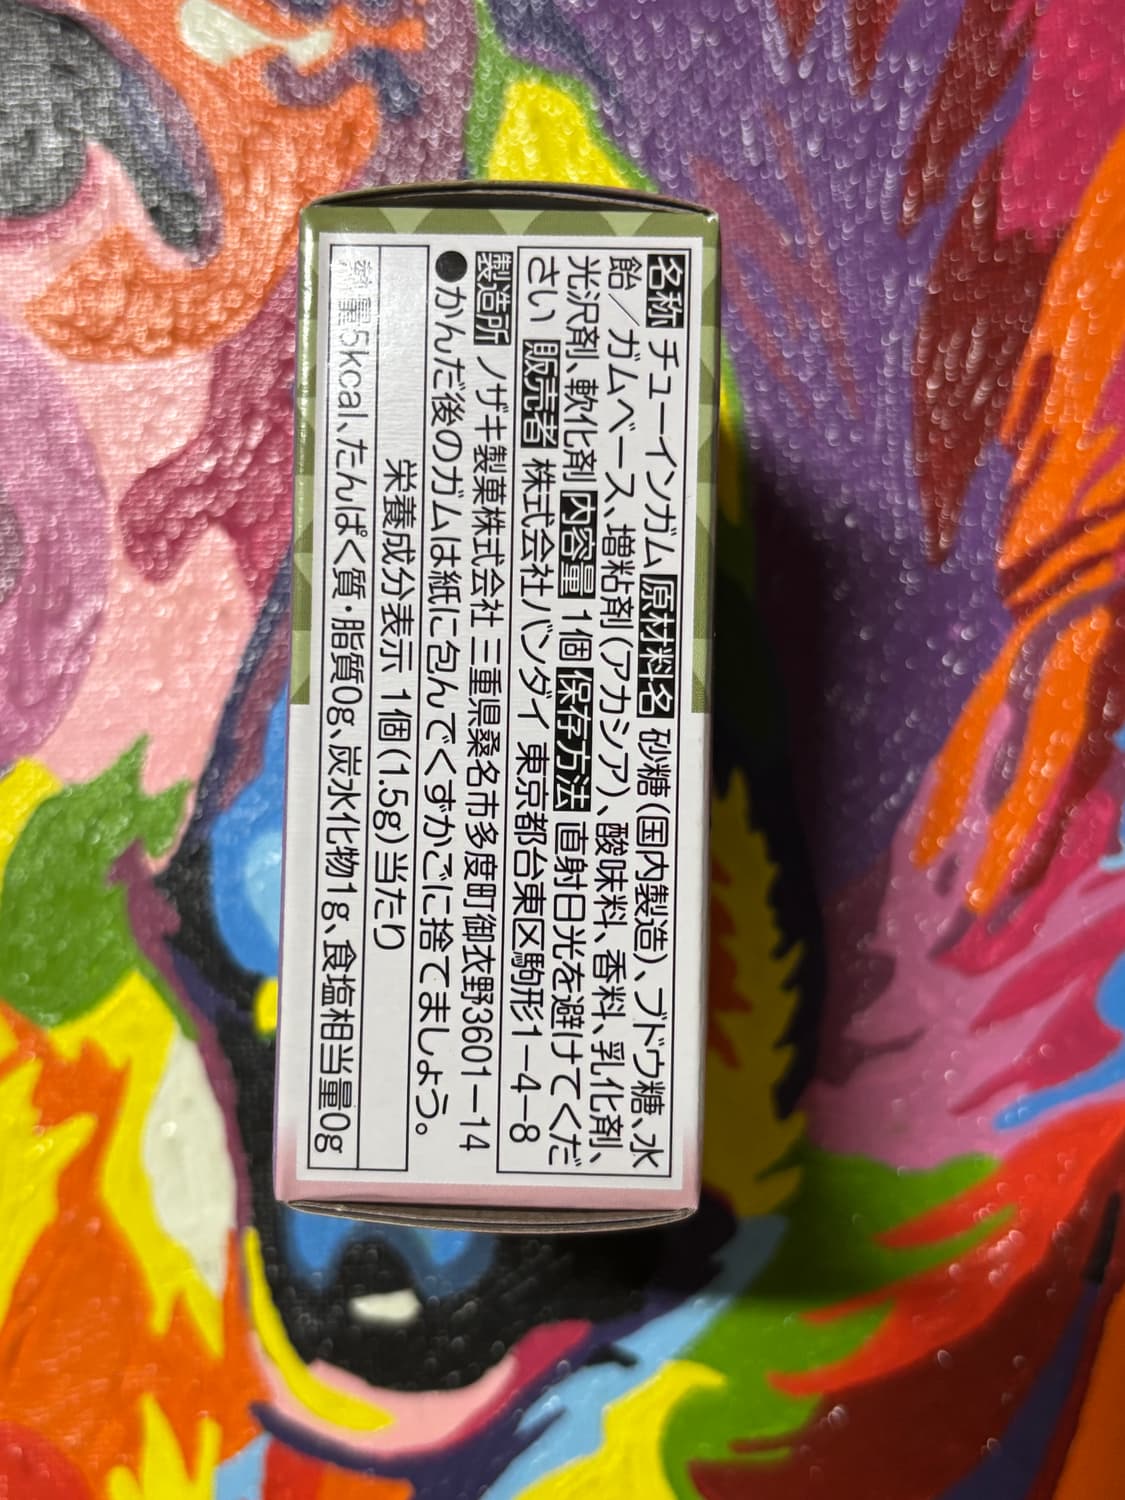 名称 チューインガム 原材料名 砂糖(国内製造)、ブドウ糖、水
飴/ガムベース、増粘剤(アカシア)、酸味料、香料、乳化剤、
光沢剤、軟化剤 内容量 1個 保存方法 直射日光を避けてくだ
さい 販売者 株式会社バンダイ 東京都台東区駒形1-4-8
製造所 ノザキ製菓株式会社 三重県桑名市多度町御衣野3601-14
●かんだ後のガムは紙に包んでくずかごに捨てましょう。
栄養成分表示 1個(1.5g)当たり
熱量5kcal、たんぱく質・脂質0g、炭水化物1g、食塩相当量0g